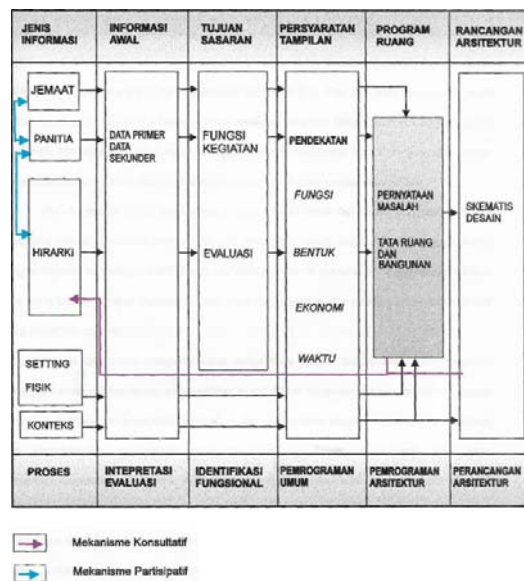 JENIS INFORMASI
INFORMASI AWAL
TUJUAN SASARAN
PERSYARATAN TAMPILAN
PROGRAM RUANG
RANCANGAN ARSITEKTUR
JEMAAT
PANITIA
HIRARKI
SETTING
FISIK
KONTEKS
DATA PRIMER
DATA
SEKUNDER
FUNGSI
KEGIATAN
EVALUASI
PENDEKATAN
FUNGSI
BENTUK
EKONOMI
WAKTU
PERNYATAAN
MASALAH
TATA RUANG
DAN
BANGUNAN
SKEMATIS
DESAIN
PROSES
INTEPRETASI EVALUASI
IDENTIFIKASI FUNGSIONAL
PEMROGRAMAN UMUM
PEMROGRAMAN ARSITEKTUR
PERANCANGAN ARSITEKTUR
Mekanisme Konsultatif
Mekanisme Partisipatif